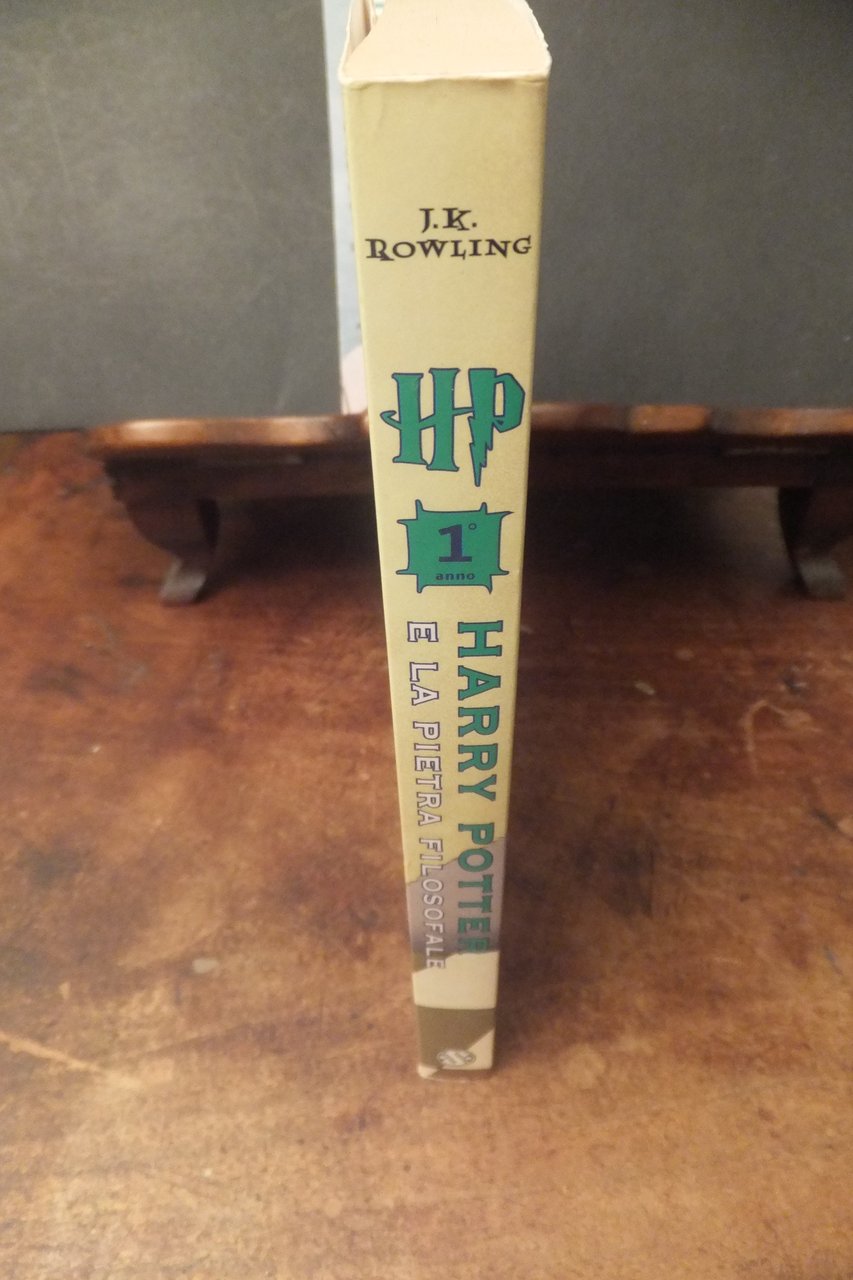 J.K.
ROWLING
HP
1°
anno
HARRY POTTER
E LA PIETRA FILOSOFALE